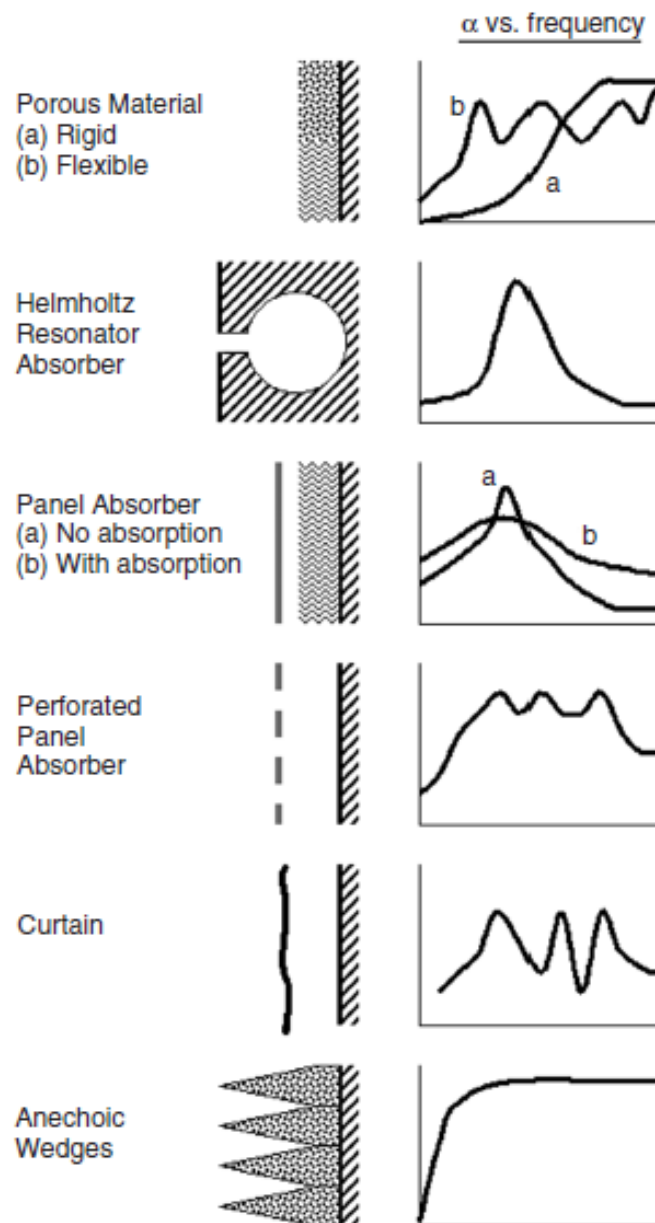 α vs. frequency
Porous Material
(a) Rigid
(b) Flexible
b
a
Helmholtz
Resonator
Absorber
Panel Absorber
(a) No absorption
(b) With absorption
a
b
Perforated
Panel
Absorber
Curtain
Anechoic
Wedges